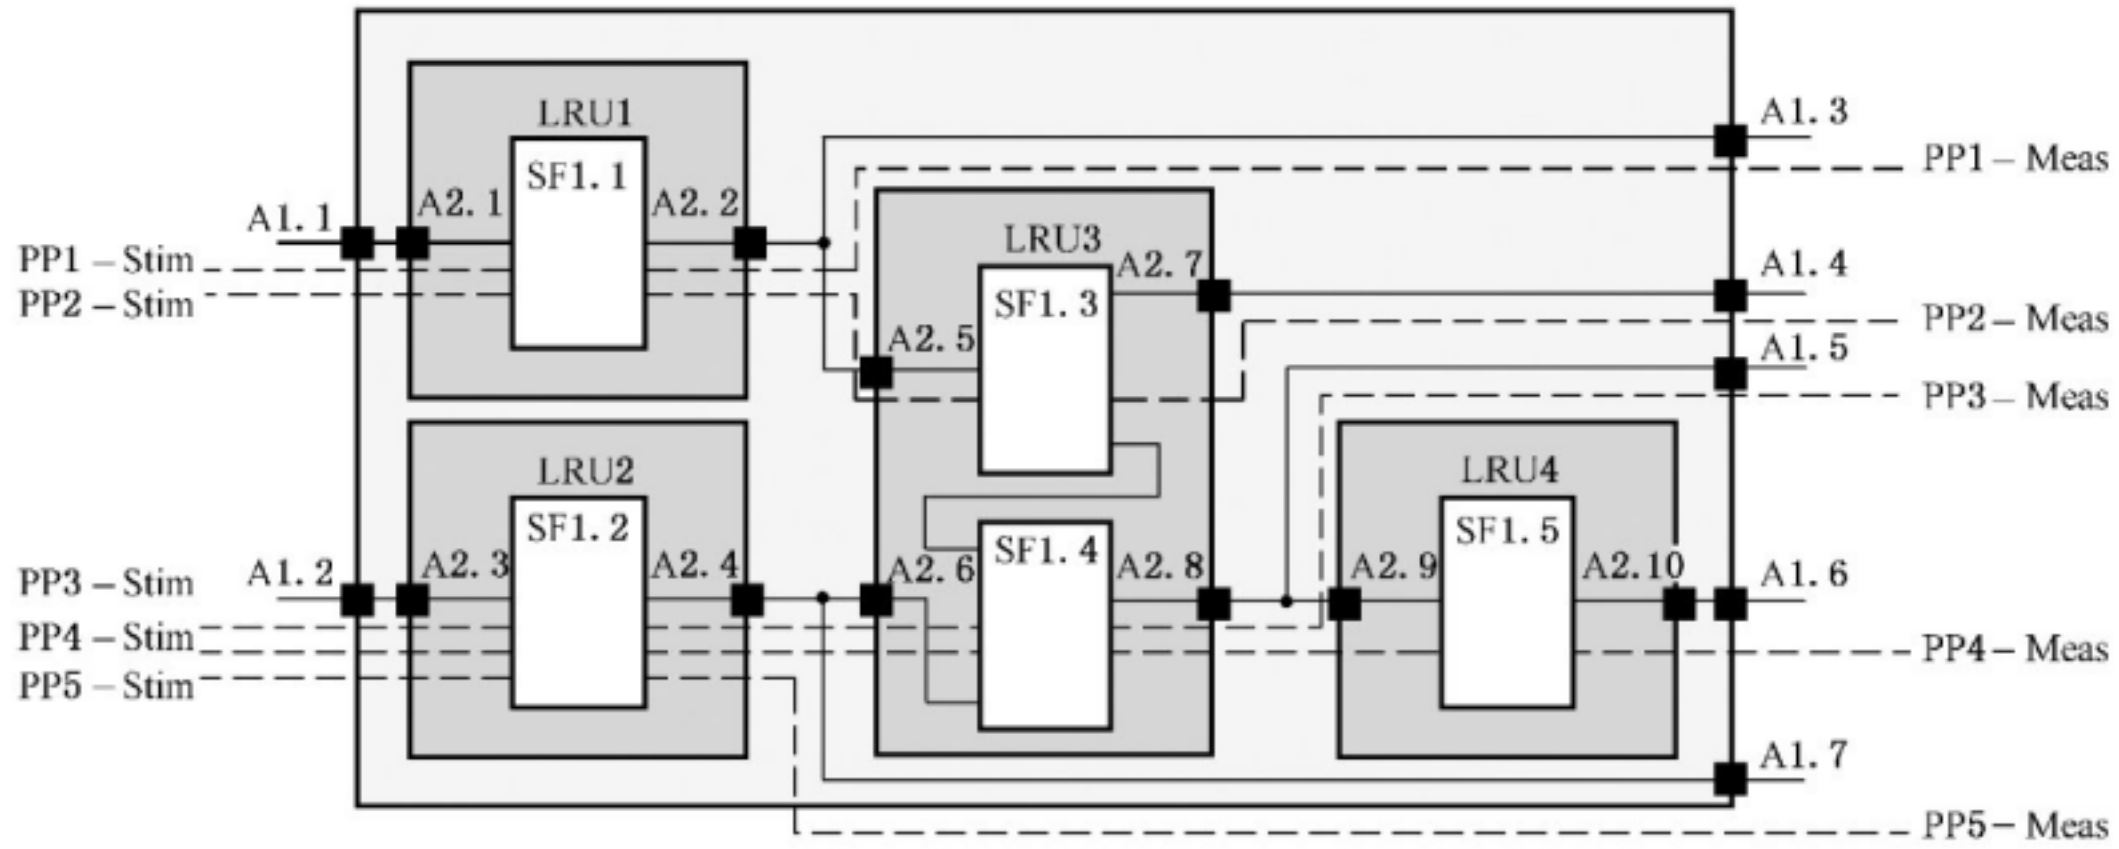 LRU1
SF1.1
A1.3
PP1 – Meas
A2.1
A2.2
A1.1
PP1 – Stim
PP2 – Stim
LRU3
A2.7
SF1.3
A2.5
A1.4
PP2 – Meas
A1.5
PP3 – Meas
LRU2
SF1.2
LRU4
SF1.5
SF1.4
PP3 – Stim
A1.2
A2.3
A2.4
A2.6
A2.8
A2.9
A2.10
A1.6
PP4 – Stim
PP4 – Meas
PP5 – Stim
A1.7
PP5 – Meas